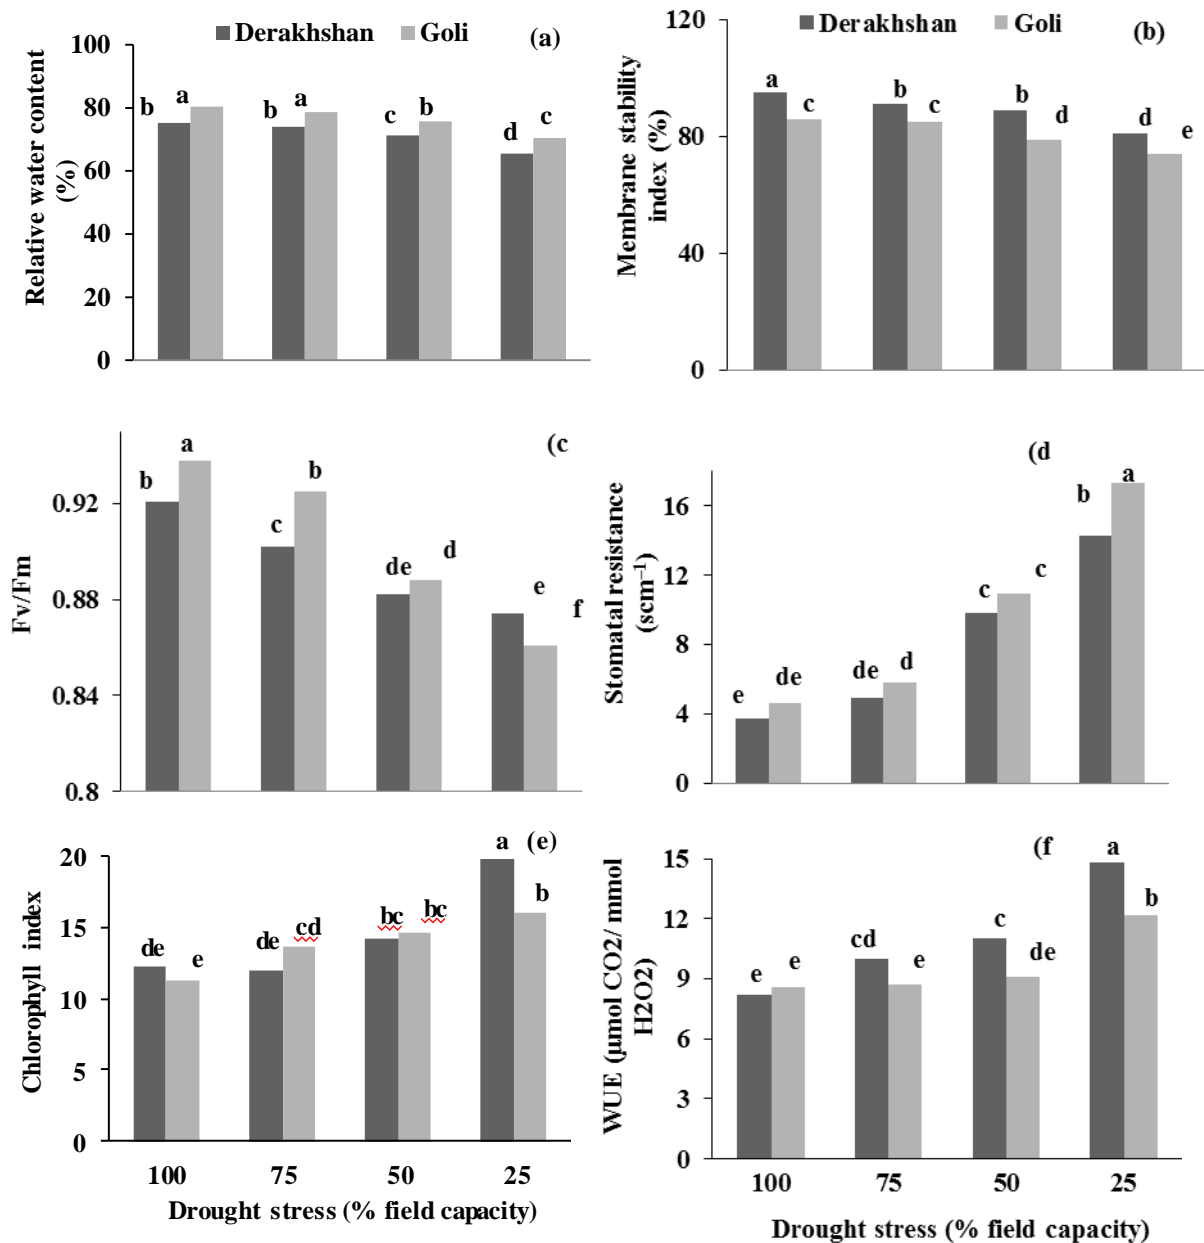 Derakhshan Goli (a)
Relative water content
(%)
100
80
60
40
20
0
b a b a c b d c
Derakhshan Goli (b)
Membrane stability
index (%)
120
80
40
0
a c b c b d d e
(c
Fv/Fm
0.92
0.88
0.84
0.8
b a c b de d e f
(d
Stomatal resistance
(scm⁻¹)
16
12
8
4
0
e de de d c c b a
(e)
Chlorophyll index
20
15
10
5
0
de e de cd bc bc a b
100 75 50 25
Drought stress (% field capacity)
(f
WUE (µmol CO2/ mmol
H2O2)
15
12
9
6
3
0
e e cd e c de a b
100 75 50 25
Drought stress (% field capacity)